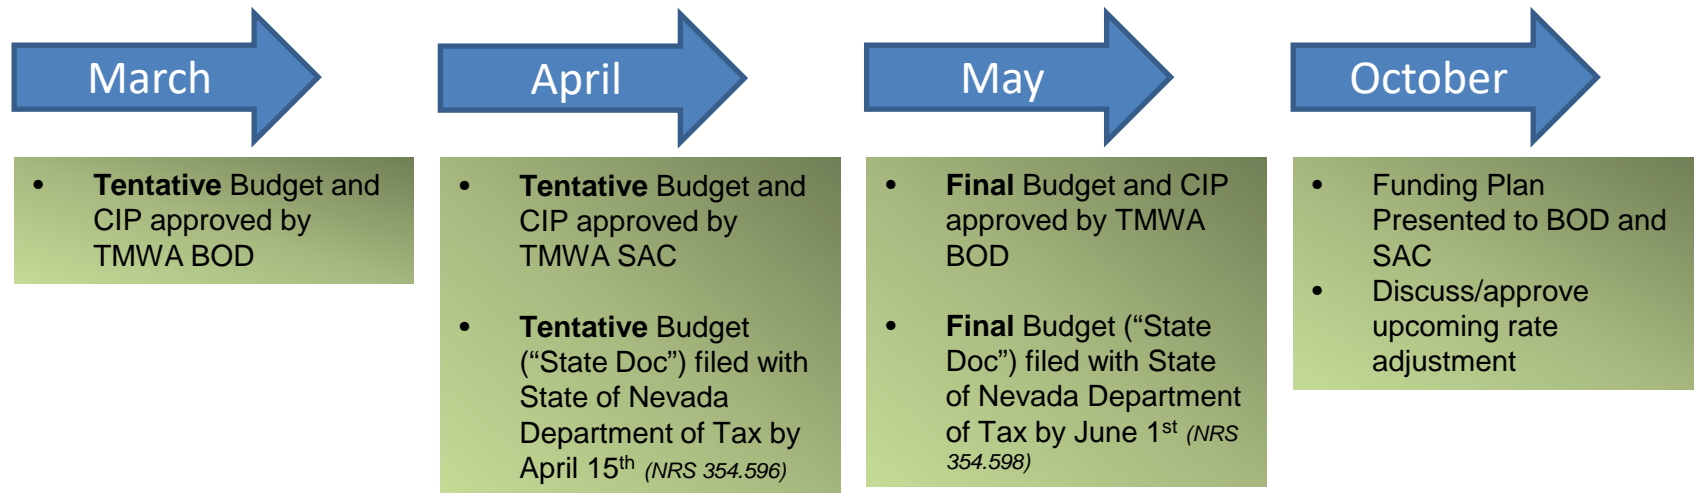 March
• Tentative Budget and
CIP approved by
TMWA BOD
April
• Tentative Budget and
CIP approved by
TMWA SAC
• Tentative Budget
(“State Doc”) filed with
State of Nevada
Department of Tax by
April 15th (NRS 354.596)
May
• Final Budget and CIP
approved by TMWA
BOD
• Final Budget (“State
Doc”) filed with State
of Nevada Department
of Tax by June 1st (NRS
354.598)
October
• Funding Plan
Presented to BOD and
SAC
• Discuss/approve
upcoming rate
adjustment